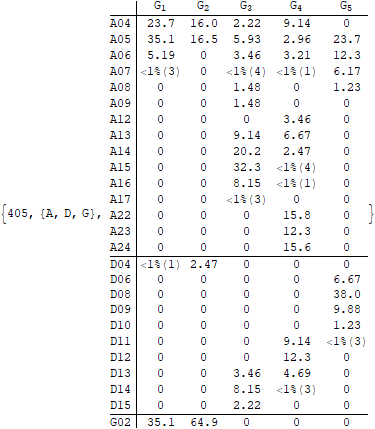 G1 G2 G3 G4 G5
A04 23.7 16.0 2.22 9.14 0
A05 35.1 16.5 5.93 2.96 23.7
A06 5.19 0 3.46 3.21 12.3
A07 <1%(3) 0 <1%(4) <1%(1) 6.17
A08 0 0 1.48 0 1.23
A09 0 0 1.48 0 0
A12 0 0 0 3.46 0
A13 0 0 9.14 6.67 0
A14 0 0 20.2 2.47 0
A15 0 0 32.3 <1%(4) 0
A16 0 0 8.15 <1%(1) 0
A17 0 0 <1%(3) 0 0
{405, {A, D, G}, A22 0 0 0 15.8 0 }
A23 0 0 0 12.3 0
A24 0 0 0 15.6 0
D04 <1%(1) 2.47 0 0 0
D06 0 0 0 0 6.67
D08 0 0 0 0 38.0
D09 0 0 0 0 9.88
D10 0 0 0 0 1.23
D11 0 0 0 9.14 <1%(3)
D12 0 0 0 12.3 0
D13 0 0 3.46 4.69 0
D14 0 0 8.15 <1%(3) 0
D15 0 0 2.22 0 0
G02 35.1 64.9 0 0 0